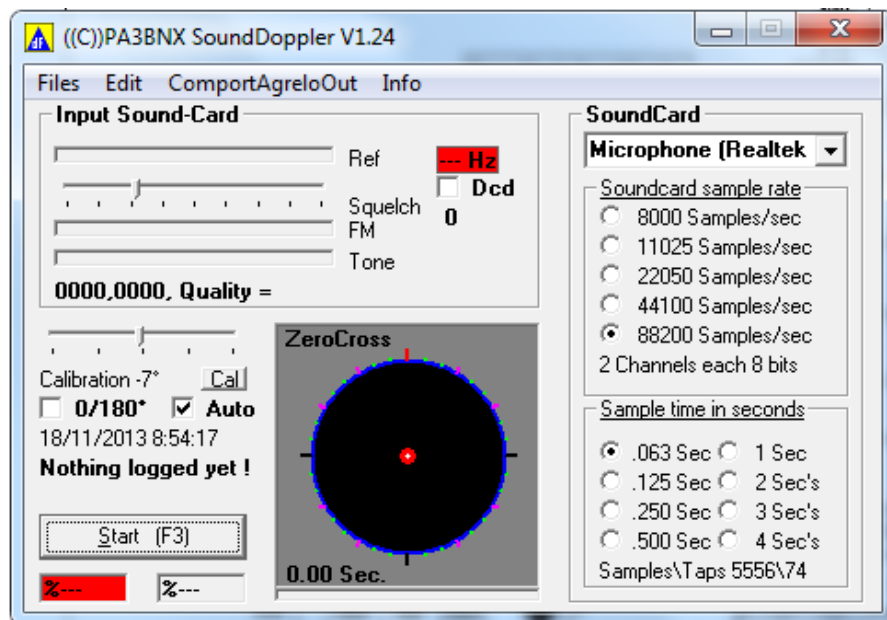 ((C))PA3BNX SoundDoppler V1.24
Files Edit ComportAgreloOut Info
Input Sound-Card
Ref
--- Hz
Dcd
Squelch
0
FM
Tone
0000,0000, Quality =
Calibration -7°
Cal
0/180°
Auto
18/11/2013 8:54:17
Nothing logged yet !
Start (F3)
%---
%---
ZeroCross
0.00 Sec.
SoundCard
Microphone (Realtek
Soundcard sample rate
8000 Samples/sec
11025 Samples/sec
22050 Samples/sec
44100 Samples/sec
88200 Samples/sec
2 Channels each 8 bits
Sample time in seconds
.063 Sec 1 Sec
.125 Sec 2 Sec's
.250 Sec 3 Sec's
.500 Sec 4 Sec's
Samples\Taps 5556\74